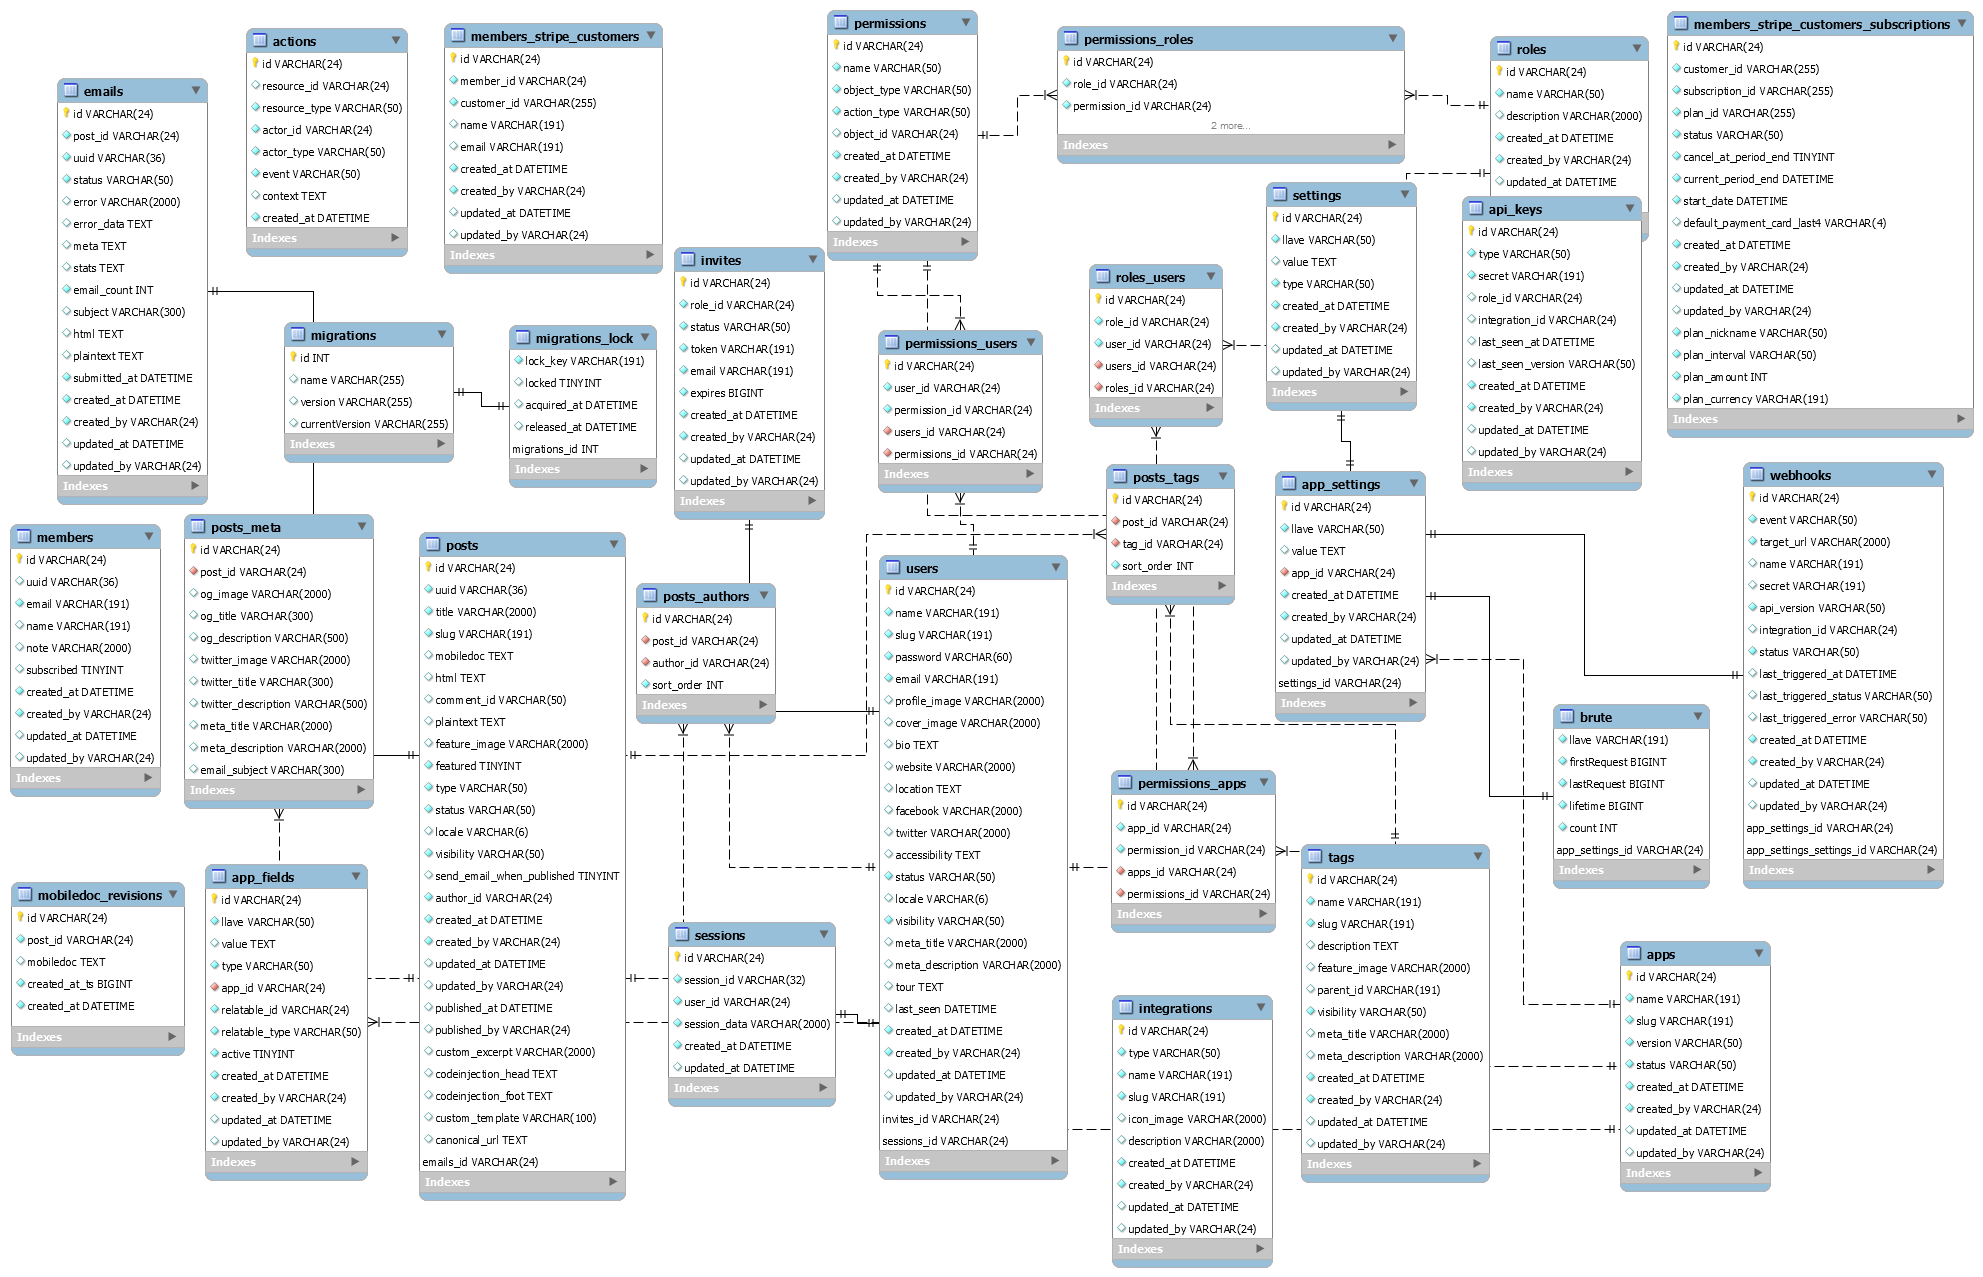 emails
id VARCHAR(24)
post_id VARCHAR(24)
uuid VARCHAR(36)
status VARCHAR(50)
error VARCHAR(2000)
error_data TEXT
meta TEXT
stats TEXT
email_count INT
subject VARCHAR(300)
html TEXT
plaintext TEXT
submitted_at DATETIME
created_at DATETIME
created_by VARCHAR(24)
updated_at DATETIME
updated_by VARCHAR(24)
Indexes
actions
id VARCHAR(24)
resource_id VARCHAR(24)
resource_type VARCHAR(50)
actor_id VARCHAR(24)
actor_type VARCHAR(50)
event VARCHAR(50)
context TEXT
created_at DATETIME
Indexes
members_stripe_customers
id VARCHAR(24)
member_id VARCHAR(24)
customer_id VARCHAR(255)
name VARCHAR(191)
email VARCHAR(191)
created_at DATETIME
created_by VARCHAR(24)
updated_at DATETIME
updated_by VARCHAR(24)
Indexes
permissions
id VARCHAR(24)
name VARCHAR(50)
object_type VARCHAR(50)
action_type VARCHAR(50)
object_id VARCHAR(24)
created_at DATETIME
created_by VARCHAR(24)
updated_at DATETIME
updated_by VARCHAR(24)
Indexes
permissions_roles
id VARCHAR(24)
role_id VARCHAR(24)
permission_id VARCHAR(24)
2 more...
Indexes
roles
id VARCHAR(24)
name VARCHAR(50)
description VARCHAR(2000)
created_at DATETIME
created_by VARCHAR(24)
updated_at DATETIME
members_stripe_customers_subscriptions
id VARCHAR(24)
customer_id VARCHAR(255)
subscription_id VARCHAR(255)
plan_id VARCHAR(255)
status VARCHAR(50)
cancel_at_period_end TINYINT
current_period_end DATETIME
start_date DATETIME
default_payment_card_last4 VARCHAR(4)
created_at DATETIME
created_by VARCHAR(24)
updated_at DATETIME
updated_by VARCHAR(24)
plan_nickname VARCHAR(50)
plan_interval VARCHAR(50)
plan_amount INT
plan_currency VARCHAR(191)
Indexes
migrations
id INT
name VARCHAR(255)
version VARCHAR(255)
currentVersion VARCHAR(255)
Indexes
migrations_lock
lock_key VARCHAR(191)
locked TINYINT
acquired_at DATETIME
released_at DATETIME
migrations_id INT
Indexes
invites
id VARCHAR(24)
role_id VARCHAR(24)
status VARCHAR(50)
token VARCHAR(191)
email VARCHAR(191)
expires BIGINT
created_at DATETIME
created_by VARCHAR(24)
updated_at DATETIME
updated_by VARCHAR(24)
Indexes
permissions_users
id VARCHAR(24)
user_id VARCHAR(24)
permission_id VARCHAR(24)
users_id VARCHAR(24)
permissions_id VARCHAR(24)
Indexes
roles_users
id VARCHAR(24)
role_id VARCHAR(24)
user_id VARCHAR(24)
users_id VARCHAR(24)
roles_id VARCHAR(24)
Indexes
settings
id VARCHAR(24)
llave VARCHAR(50)
value TEXT
type VARCHAR(50)
created_at DATETIME
created_by VARCHAR(24)
updated_at DATETIME
updated_by VARCHAR(24)
Indexes
api_keys
id VARCHAR(24)
type VARCHAR(50)
secret VARCHAR(191)
role_id VARCHAR(24)
integration_id VARCHAR(24)
last_seen_at DATETIME
last_seen_version VARCHAR(50)
created_at DATETIME
created_by VARCHAR(24)
updated_at DATETIME
updated_by VARCHAR(24)
Indexes
members
id VARCHAR(24)
uuid VARCHAR(36)
email VARCHAR(191)
name VARCHAR(191)
note VARCHAR(2000)
subscribed TINYINT
created_at DATETIME
created_by VARCHAR(24)
updated_at DATETIME
updated_by VARCHAR(24)
Indexes
posts_meta
id VARCHAR(24)
post_id VARCHAR(24)
og_image VARCHAR(2000)
og_title VARCHAR(300)
og_description VARCHAR(500)
twitter_image VARCHAR(2000)
twitter_title VARCHAR(300)
twitter_description VARCHAR(500)
meta_title VARCHAR(2000)
meta_description VARCHAR(2000)
email_subject VARCHAR(300)
Indexes
posts
id VARCHAR(24)
uuid VARCHAR(36)
title VARCHAR(2000)
slug VARCHAR(191)
mobiledoc TEXT
html TEXT
comment_id VARCHAR(50)
plaintext TEXT
feature_image VARCHAR(2000)
featured TINYINT
type VARCHAR(50)
status VARCHAR(50)
locale VARCHAR(6)
visibility VARCHAR(50)
send_email_when_published TINYINT
author_id VARCHAR(24)
created_at DATETIME
created_by VARCHAR(24)
updated_at DATETIME
updated_by VARCHAR(24)
published_at DATETIME
published_by VARCHAR(24)
custom_excerpt VARCHAR(2000)
codeinjection_head TEXT
codeinjection_foot TEXT
custom_template VARCHAR(100)
canonical_url TEXT
emails_id VARCHAR(24)
Indexes
posts_authors
id VARCHAR(24)
post_id VARCHAR(24)
author_id VARCHAR(24)
sort_order INT
Indexes
users
id VARCHAR(24)
name VARCHAR(191)
slug VARCHAR(191)
password VARCHAR(60)
email VARCHAR(191)
profile_image VARCHAR(2000)
cover_image VARCHAR(2000)
bio TEXT
website VARCHAR(2000)
location TEXT
facebook VARCHAR(2000)
twitter VARCHAR(2000)
accessibility TEXT
status VARCHAR(50)
locale VARCHAR(6)
visibility VARCHAR(50)
meta_title VARCHAR(2000)
meta_description VARCHAR(2000)
tour TEXT
last_seen DATETIME
created_at DATETIME
created_by VARCHAR(24)
updated_at DATETIME
updated_by VARCHAR(24)
invites_id VARCHAR(24)
sessions_id VARCHAR(24)
Indexes
posts_tags
id VARCHAR(24)
post_id VARCHAR(24)
tag_id VARCHAR(24)
sort_order INT
Indexes
app_settings
id VARCHAR(24)
llave VARCHAR(50)
value TEXT
app_id VARCHAR(24)
created_at DATETIME
created_by VARCHAR(24)
updated_at DATETIME
updated_by VARCHAR(24)
settings_id VARCHAR(24)
Indexes
webhooks
id VARCHAR(24)
event VARCHAR(50)
target_url VARCHAR(2000)
name VARCHAR(191)
secret VARCHAR(191)
api_version VARCHAR(50)
integration_id VARCHAR(24)
status VARCHAR(50)
last_triggered_at DATETIME
last_triggered_status VARCHAR(50)
last_triggered_error VARCHAR(50)
created_at DATETIME
created_by VARCHAR(24)
updated_at DATETIME
updated_by VARCHAR(24)
app_settings_id VARCHAR(24)
app_settings_settings_id VARCHAR(24)
Indexes
brute
llave VARCHAR(191)
firstRequest BIGINT
lastRequest BIGINT
lifetime BIGINT
count INT
app_settings_id VARCHAR(24)
Indexes
mobiledoc_revisions
id VARCHAR(24)
post_id VARCHAR(24)
mobiledoc TEXT
created_at_ts BIGINT
created_at DATETIME
Indexes
app_fields
id VARCHAR(24)
llave VARCHAR(50)
value TEXT
type VARCHAR(50)
app_id VARCHAR(24)
relatable_id VARCHAR(24)
relatable_type VARCHAR(50)
active TINYINT
created_at DATETIME
created_by VARCHAR(24)
updated_at DATETIME
updated_by VARCHAR(24)
Indexes
sessions
id VARCHAR(24)
session_id VARCHAR(32)
user_id VARCHAR(24)
session_data VARCHAR(2000)
created_at DATETIME
updated_at DATETIME
Indexes
permissions_apps
id VARCHAR(24)
app_id VARCHAR(24)
permission_id VARCHAR(24)
apps_id VARCHAR(24)
permissions_id VARCHAR(24)
Indexes
integrations
id VARCHAR(24)
type VARCHAR(50)
name VARCHAR(191)
slug VARCHAR(191)
icon_image VARCHAR(2000)
description VARCHAR(2000)
created_at DATETIME
created_by VARCHAR(24)
updated_at DATETIME
updated_by VARCHAR(24)
Indexes
tags
id VARCHAR(24)
name VARCHAR(191)
slug VARCHAR(191)
description TEXT
feature_image VARCHAR(2000)
parent_id VARCHAR(191)
visibility VARCHAR(50)
meta_title VARCHAR(2000)
meta_description VARCHAR(2000)
created_at DATETIME
created_by VARCHAR(24)
updated_at DATETIME
updated_by VARCHAR(24)
Indexes
apps
id VARCHAR(24)
name VARCHAR(191)
slug VARCHAR(191)
version VARCHAR(50)
status VARCHAR(50)
created_at DATETIME
created_by VARCHAR(24)
updated_at DATETIME
updated_by VARCHAR(24)
Indexes